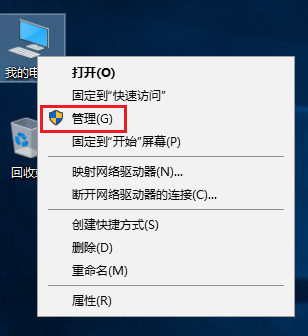 我的电
打开(O)
固定到"快速访问"
管理(G)
固定到"开始"屏幕(P)
回收
映射网络驱动器(N)...
断开网络驱动器的连接(C)...
创建快捷方式(S)
删除(D)
重命名(M)
属性(R)